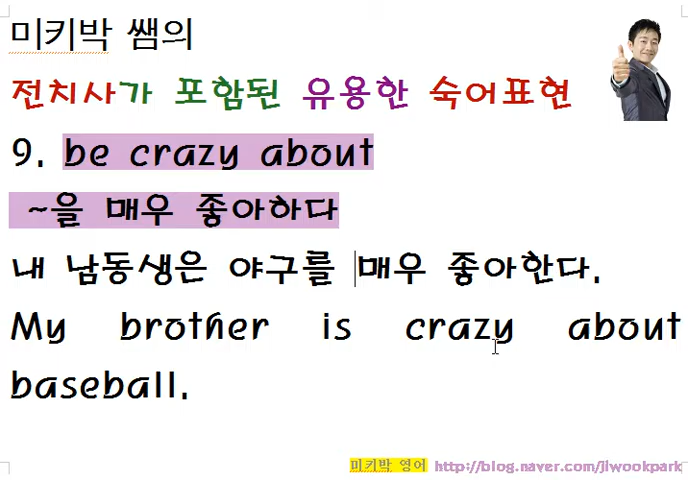 미키박 쌤의
전치사가 포함된 유용한 숙어표현
9. be crazy about
~을 매우 좋아하다
내 남동생은 야구를 매우 좋아한다.
My brother is crazy about
baseball.
미키박 영어 http://blog.naver.com/jiwookpark